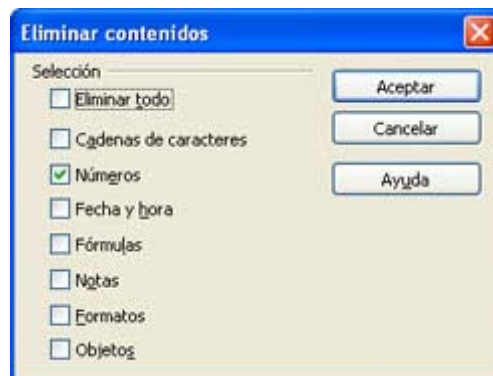 Eliminar contenidos
Selección
Eliminar todo
Cadenas de caracteres
Números
Fecha y hora
Fórmulas
Notas
Formatos
Objetos
Aceptar
Cancelar
Ayuda